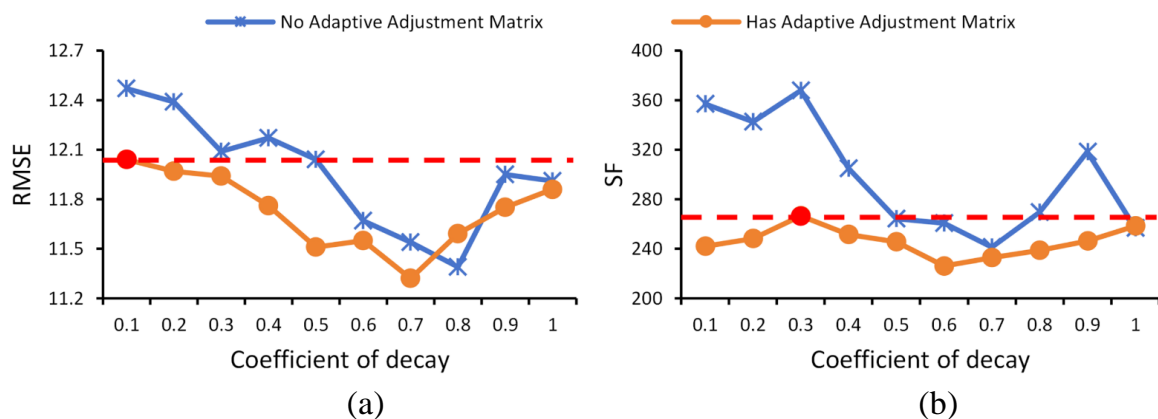 No Adaptive Adjustment Matrix
Has Adaptive Adjustment Matrix
12.7
12.4
12.1
11.8
11.5
11.2
RMSE
0.1 0.2 0.3 0.4 0.5 0.6 0.7 0.8 0.9 1
Coefficient of decay
(a)
400
360
320
280
240
200
SF
0.1 0.2 0.3 0.4 0.5 0.6 0.7 0.8 0.9 1
Coefficient of decay
(b)